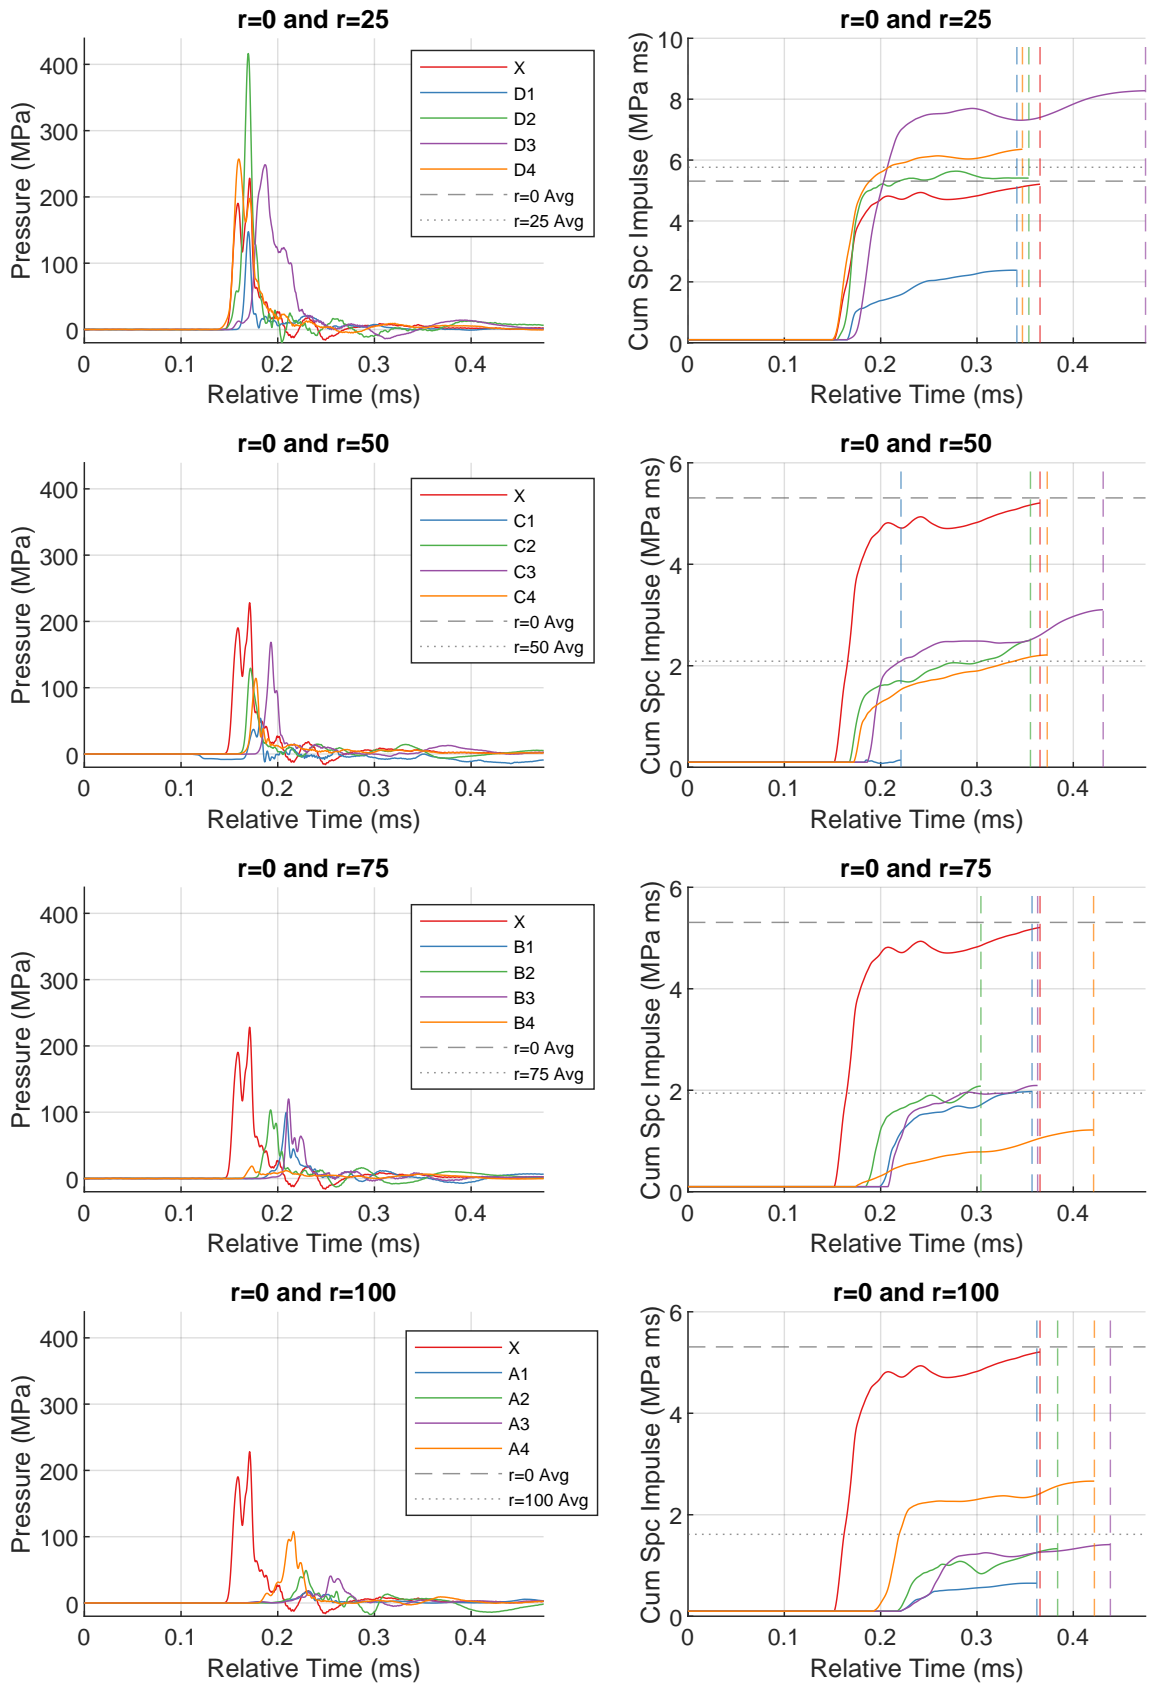 r=0 and r=25
Pressure (MPa)
400
300
200
100
0
0 0.1 0.2 0.3 0.4
Relative Time (ms)
X
D1
D2
D3
D4
r=0 Avg
r=25 Avg
r=0 and r=25
Cum Spc Impulse (MPa ms)
10
8
6
4
2
0
0 0.1 0.2 0.3 0.4
Relative Time (ms)
r=0 and r=50
Pressure (MPa)
400
300
200
100
0
0 0.1 0.2 0.3 0.4
Relative Time (ms)
X
C1
C2
C3
C4
r=0 Avg
r=50 Avg
r=0 and r=50
Cum Spc Impulse (MPa ms)
6
4
2
0
0 0.1 0.2 0.3 0.4
Relative Time (ms)
r=0 and r=75
Pressure (MPa)
400
300
200
100
0
0 0.1 0.2 0.3 0.4
Relative Time (ms)
X
B1
B2
B3
B4
r=0 Avg
r=75 Avg
r=0 and r=75
Cum Spc Impulse (MPa ms)
6
4
2
0
0 0.1 0.2 0.3 0.4
Relative Time (ms)
r=0 and r=100
Pressure (MPa)
400
300
200
100
0
0 0.1 0.2 0.3 0.4
Relative Time (ms)
X
A1
A2
A3
A4
r=0 Avg
r=100 Avg
r=0 and r=100
Cum Spc Impulse (MPa ms)
6
4
2
0
0 0.1 0.2 0.3 0.4
Relative Time (ms)